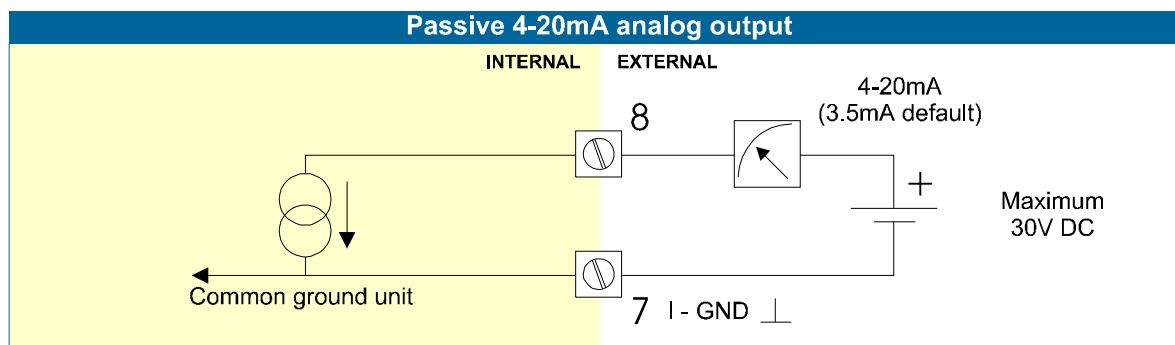 Passive 4-20mA analog output
INTERNAL
EXTERNAL
8
4-20mA
(3.5mA default)
+
Maximum
30V DC
Common ground unit
7 I - GND ⊥